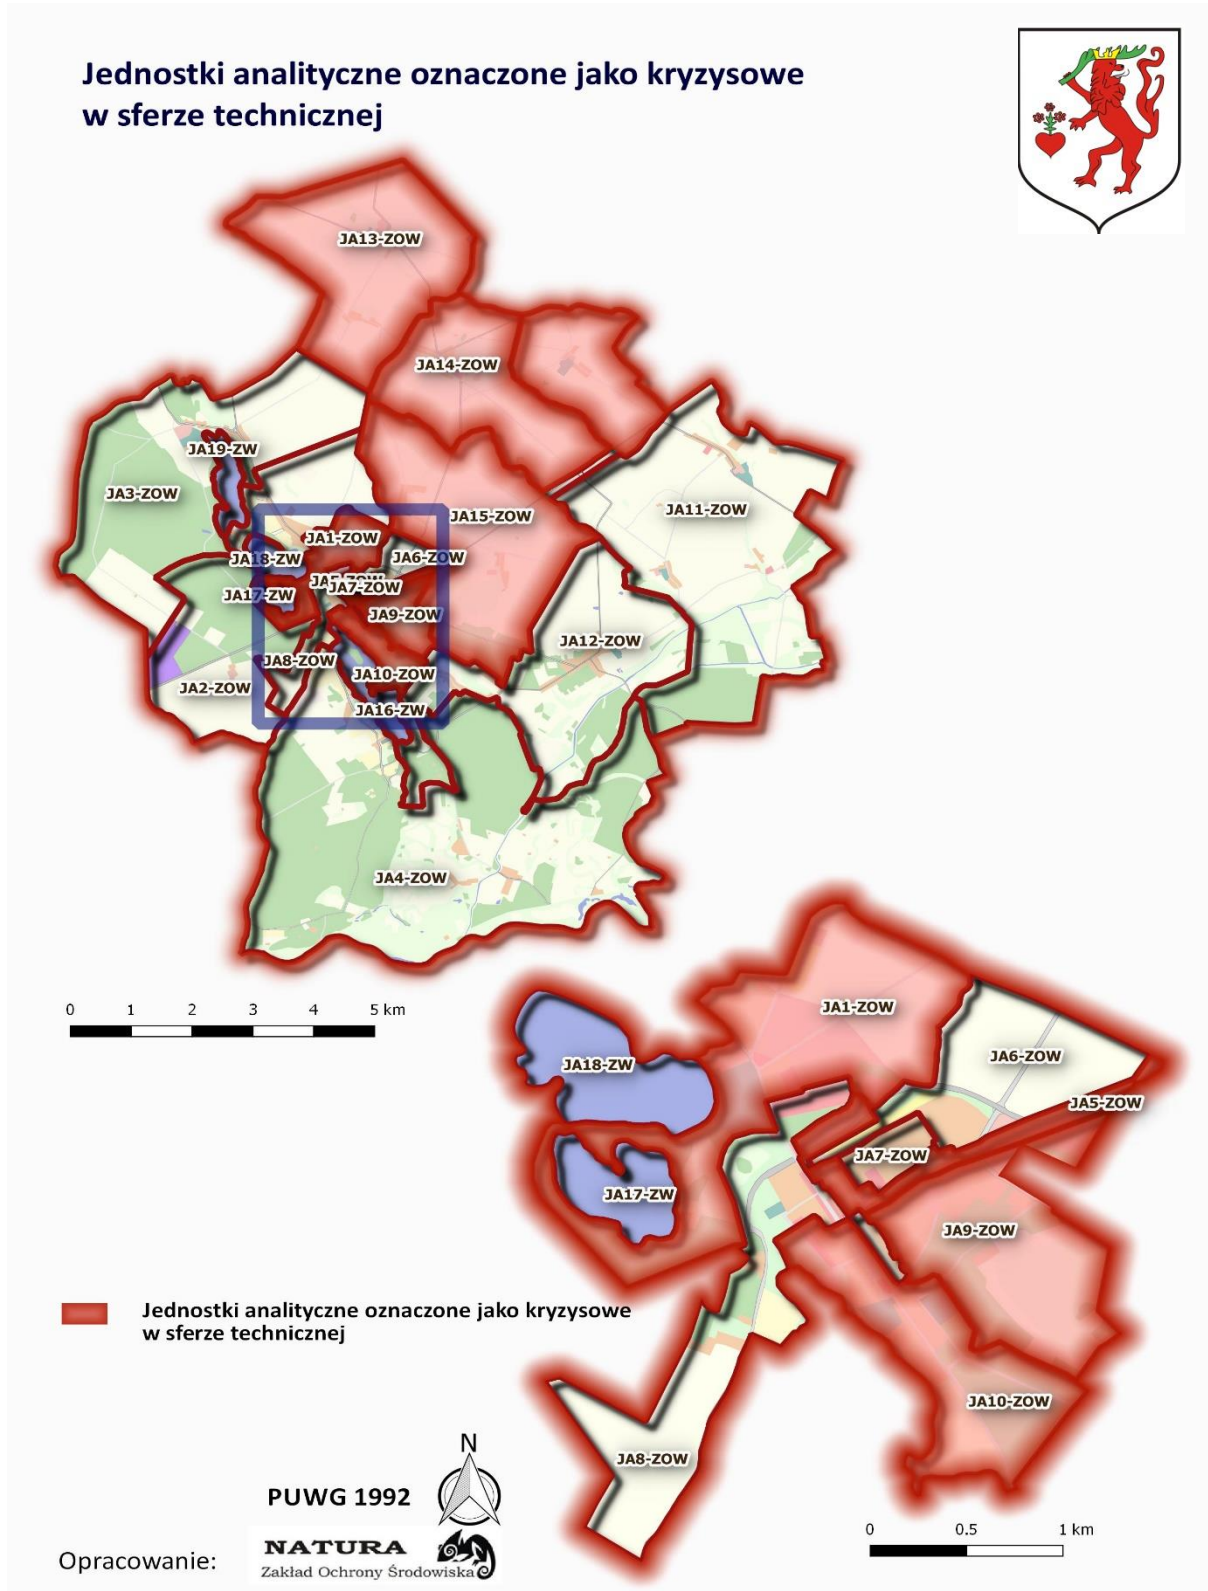 Jednostki analityczne oznaczone jako kryzysowe
w sferze technicznej
JA13-ZOW
JA14-ZOW
JA19-ZW
JA3-ZOW
JA11-ZOW
JA15-ZOW
JA1-ZOW
JA18-ZW
JA6-ZOW
JA7-ZOW
JA17-ZW
JA9-ZOW
JA12-ZOW
JA8-ZOW
JA10-ZOW
JA2-ZOW
JA16-ZW
JA4-ZOW
0 1 2 3 4 5 km
JA1-ZOW
JA6-ZOW
JA18-ZW
JA5-ZOW
JA7-ZOW
JA17-ZW
JA9-ZOW
JA10-ZOW
JA8-ZOW
Jednostki analityczne oznaczone jako kryzysowe
w sferze technicznej
N
PUWG 1992
0 0.5 1 km
Opracowanie:
NATURA
Zakład Ochrony Środowiska